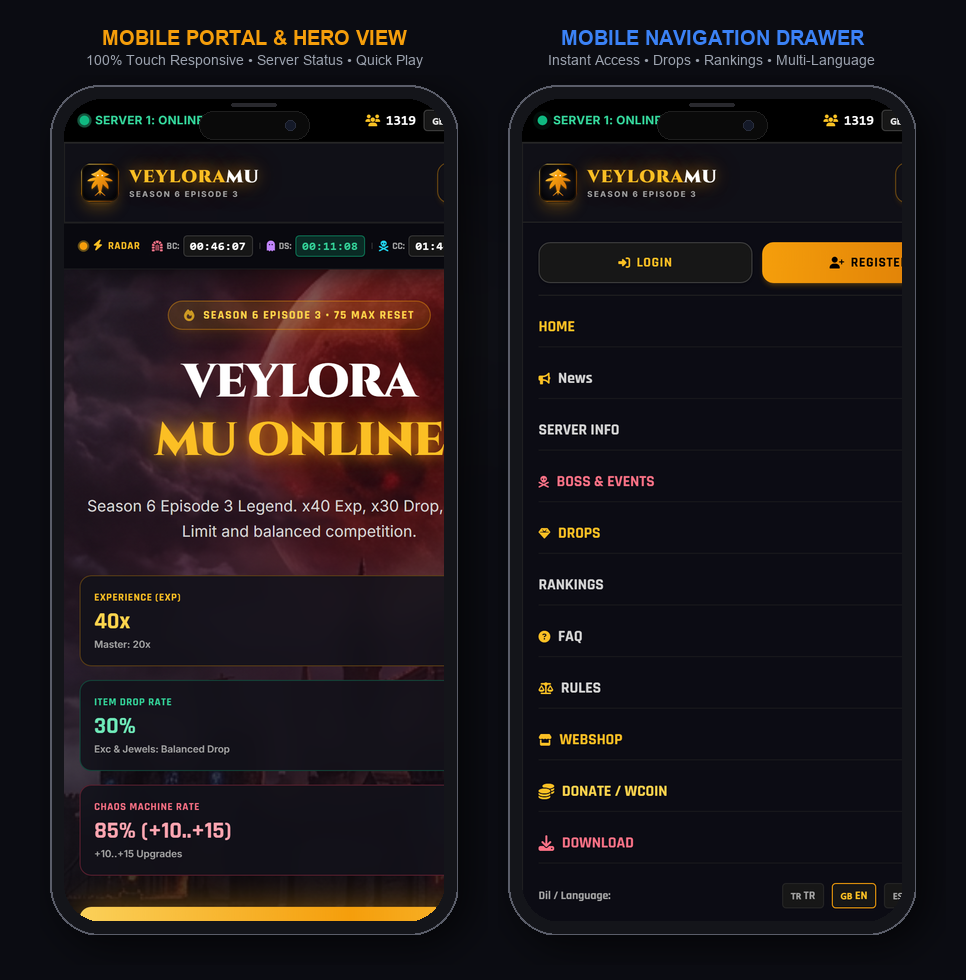 MOBILE PORTAL & HERO VIEW
100% Touch Responsive • Server Status • Quick Play
SERVER 1: ONLINE
1319
VEYLORAMU
SEASON 6 EPISODE 3
RADAR BC: 00:46:07 DS: 00:11:08 CC: 01:4
SEASON 6 EPISODE 3 • 75 MAX RESET
VEYLORA
MU ONLINE
Season 6 Episode 3 Legend. x40 Exp, x30 Drop,
Limit and balanced competition.
EXPERIENCE (EXP)
40x
Master: 20x
ITEM DROP RATE
30%
Exc & Jewels: Balanced Drop
CHAOS MACHINE RATE
85% (+10..+15)
+10..+15 Upgrades
MOBILE NAVIGATION DRAWER
Instant Access • Drops • Rankings • Multi-Language
SERVER 1: ONLINE
1319
VEYLORAMU
SEASON 6 EPISODE 3
LOGIN
REGISTE
HOME
News
SERVER INFO
BOSS & EVENTS
DROPS
RANKINGS
FAQ
RULES
WEBSHOP
DONATE / WCOIN
DOWNLOAD
Dil / Language: TR TR GB EN ES